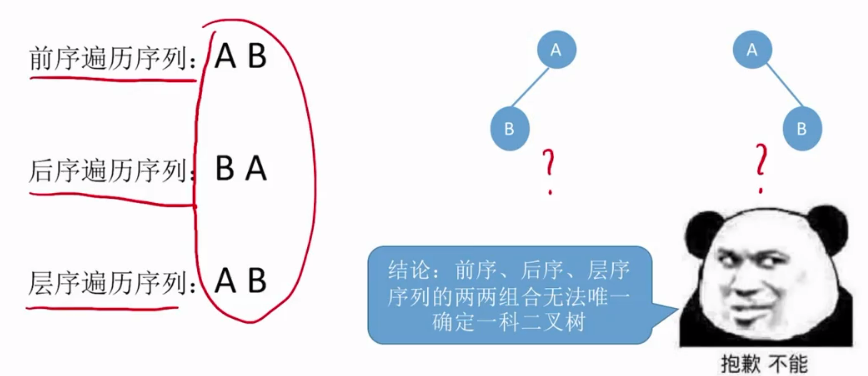 前序遍历序列：A B
后序遍历序列：B A
层序遍历序列：A B
A
B
?
A
B
?
结论：前序、后序、层序
序列的两两组合无法唯一
确定一科二叉树
抱歉 不能